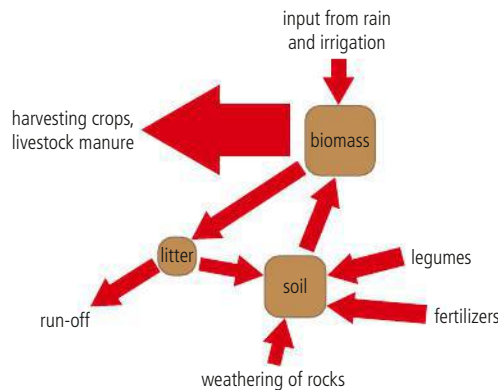 input from rain
and irrigation
harvesting crops,
livestock manure
biomass
litter
soil
legumes
fertilizers
run-off
weathering of rocks